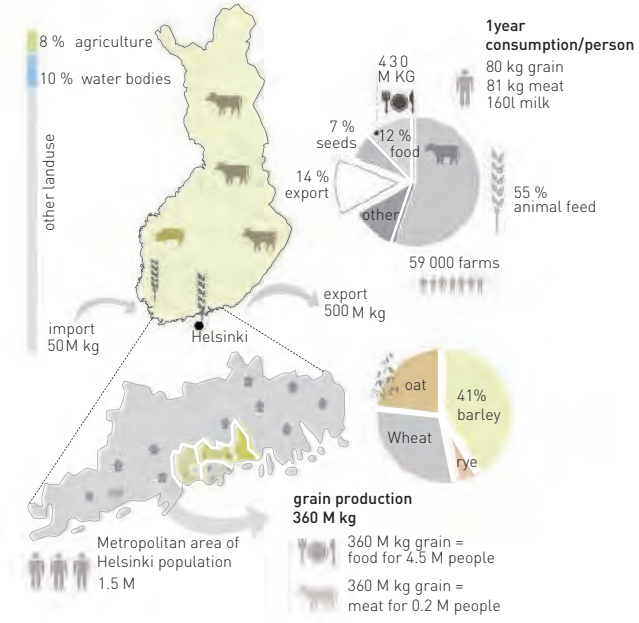 8 % agriculture
10 % water bodies
other landuse
import
50M kg
export
500 M kg
Helsinki
430
M KG
12 %
food
7 %
seeds
14 %
export
other
55 %
animal feed
59 000 farms
1year
consumption/person
80 kg grain
81 kg meat
160l milk
oat
41%
barley
Wheat
rye
grain production
360 M kg
360 M kg grain =
food for 4.5 M people
360 M kg grain =
meat for 0.2 M people
Metropolitan area of
Helsinki population
1.5 M